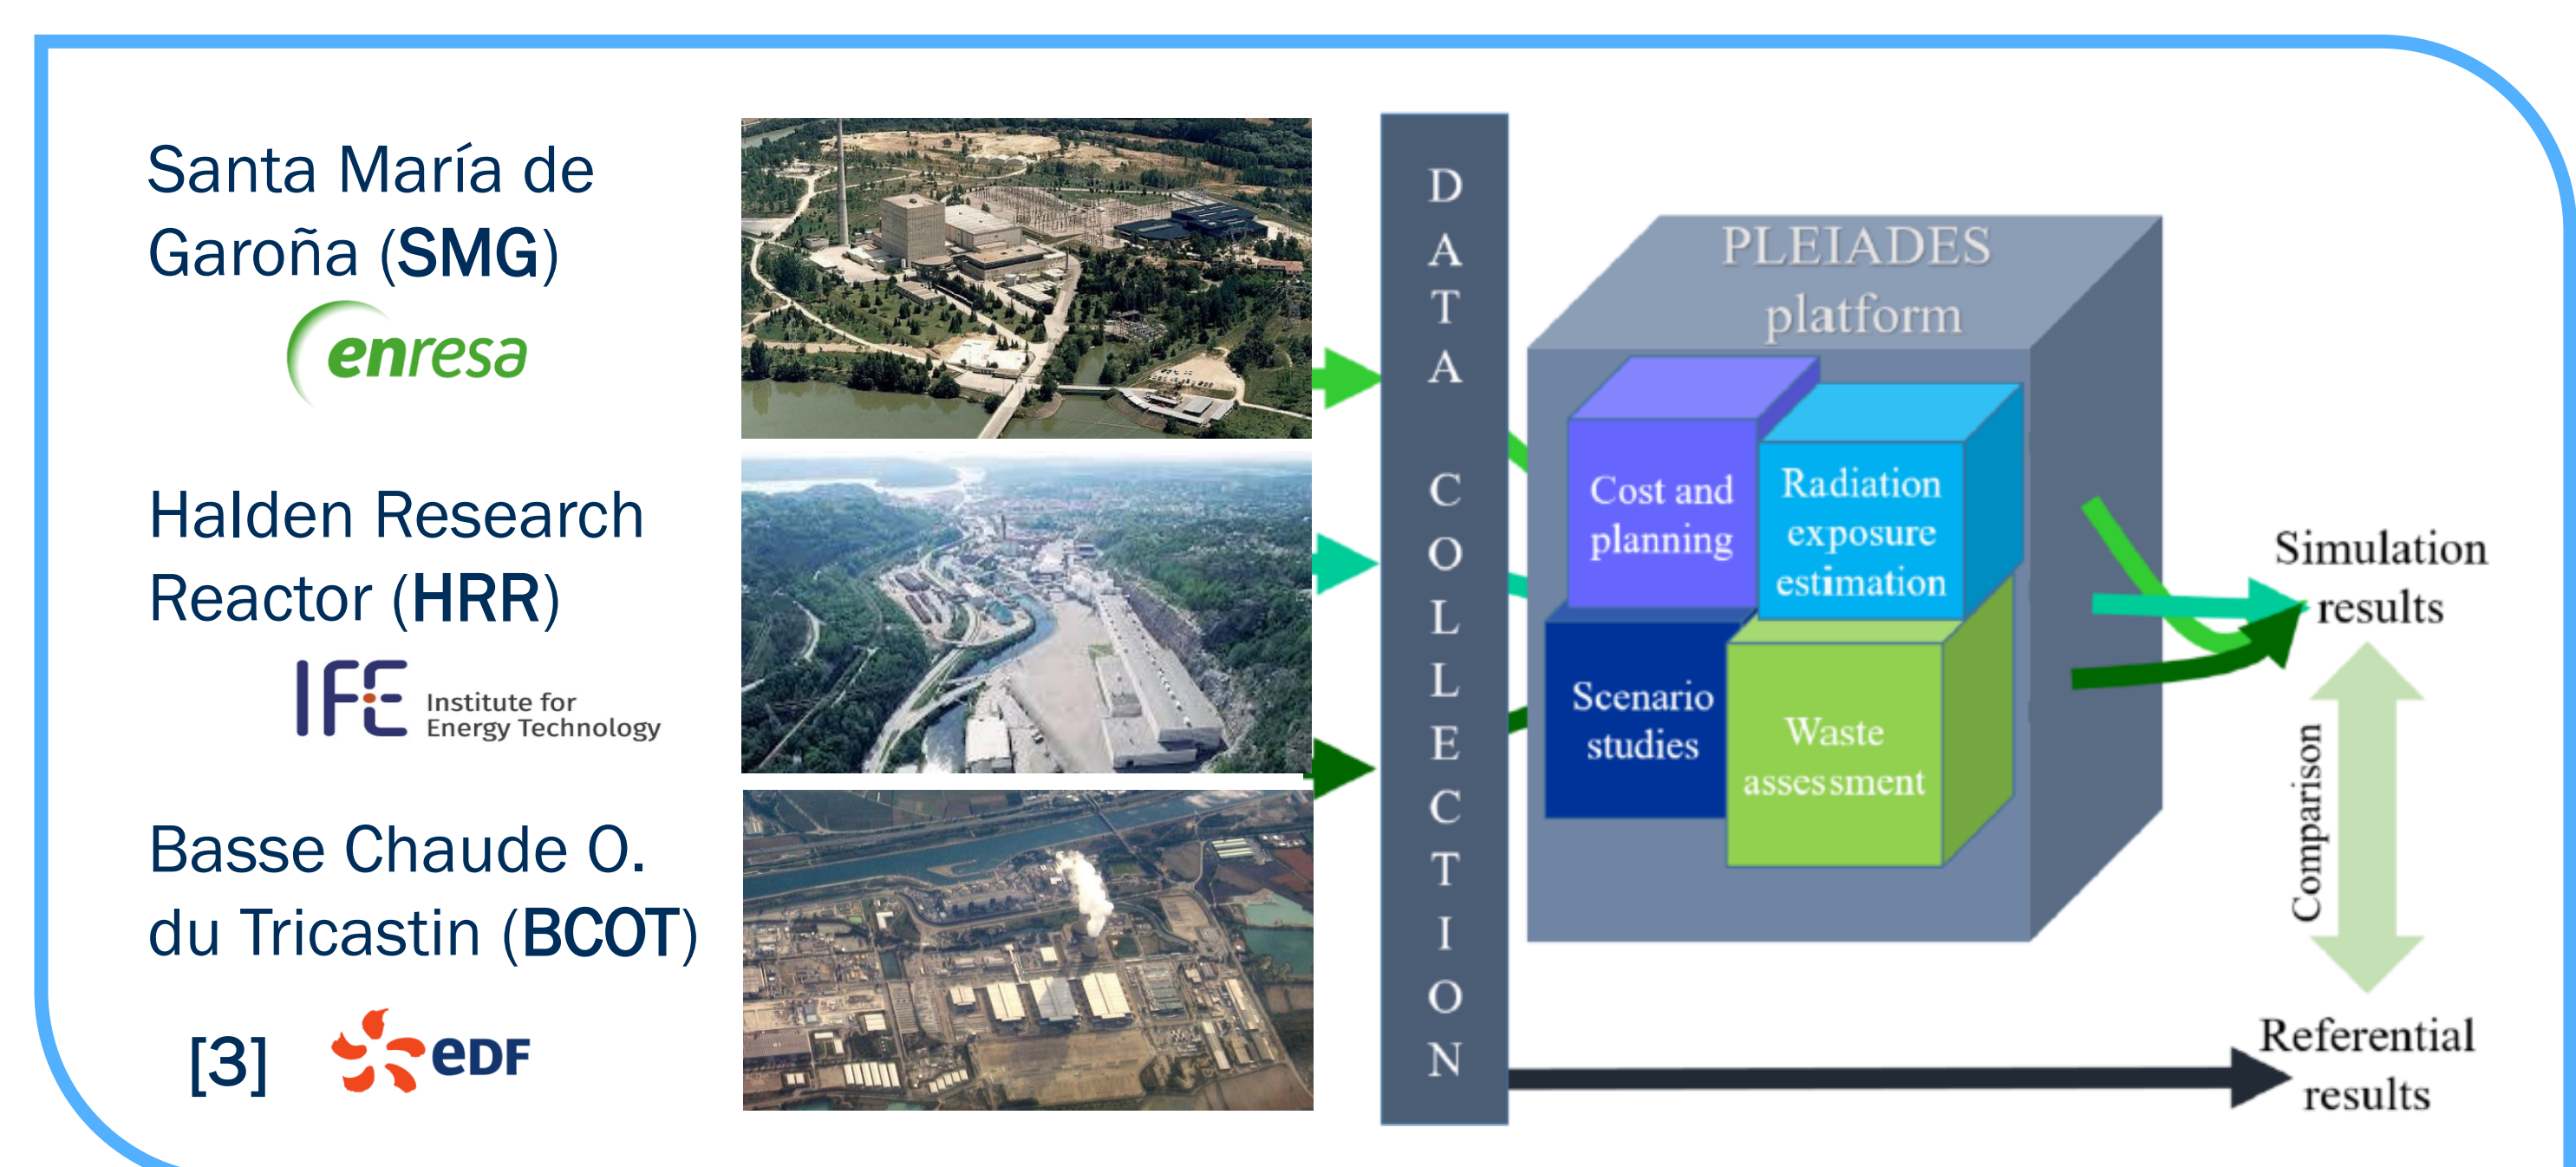 Santa María de
Garoña (SMG)
enresa
Halden Research
Reactor (HRR)
IFE Institute for
Energy Technology
Basse Chaude O.
du Tricastin (BCOT)
[3] eDF
DATA COLLECTION
PLEIADES
platform
Cost and
planning
Radiation
exposure
estimation
Scenario
studies
Waste
assessment
Simulation
results
Comparison
Referential
results